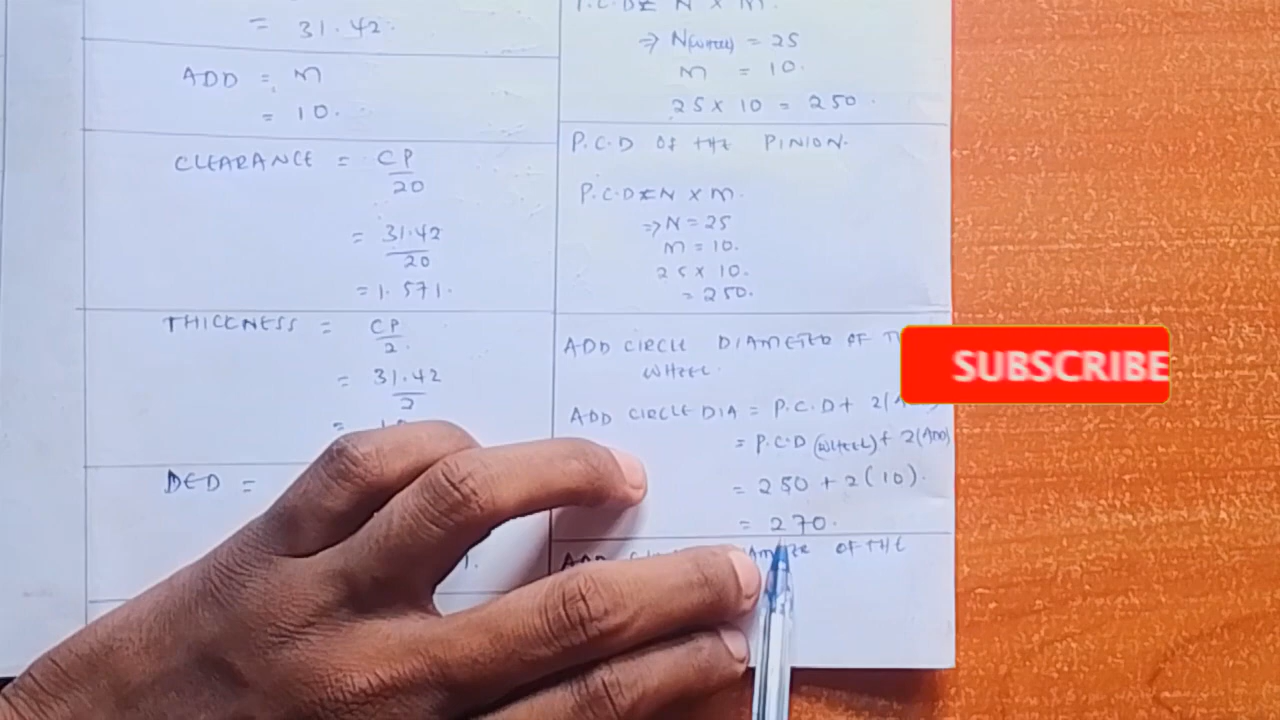 = 31.42.
ADD = m
= 10.
CLEARANCE = CP
20
= 31.42
20
= 1.571.
THICKNESS = CP
2.
= 31.42
2
=
DED =
1.
P.C.D = N x m.
=> N(WHEEL) = 25
m = 10.
25 x 10 = 250.
P.C.D OF THE PINION.
P.C.D = N x m.
=> N = 25
m = 10.
25 x 10.
= 250.
ADD CIRCLE DIAMETER OF
WHEEL.
ADD CIRCLE DIA = P.C.D + 2(
= P.C.D (WHEEL) + 2(ADD)
= 250 + 2(10).
= 270.
OF THE
SUBSCRIBE